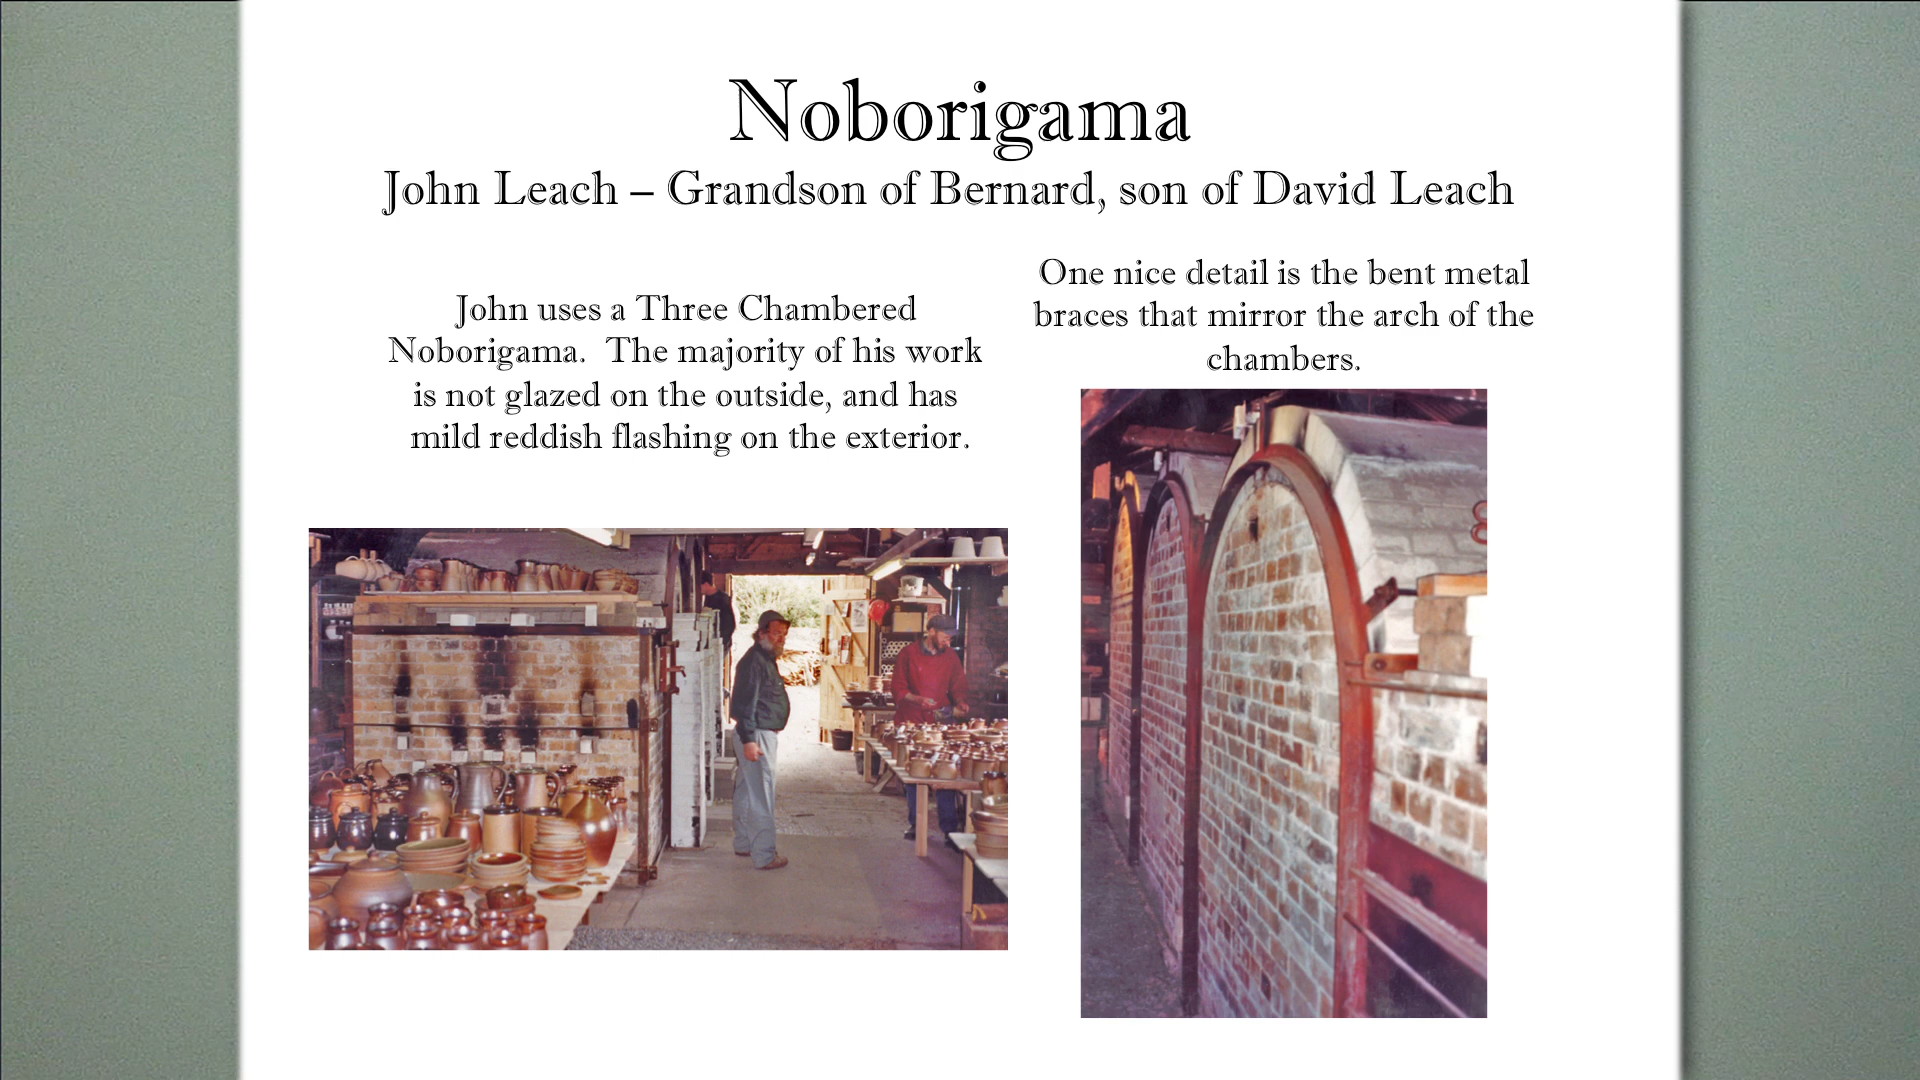 Noborigama
John Leach – Grandson of Bernard, son of David Leach
John uses a Three Chambered
Noborigama.  The majority of his work
is not glazed on the outside, and has
mild reddish flashing on the exterior.
One nice detail is the bent metal
braces that mirror the arch of the
chambers.